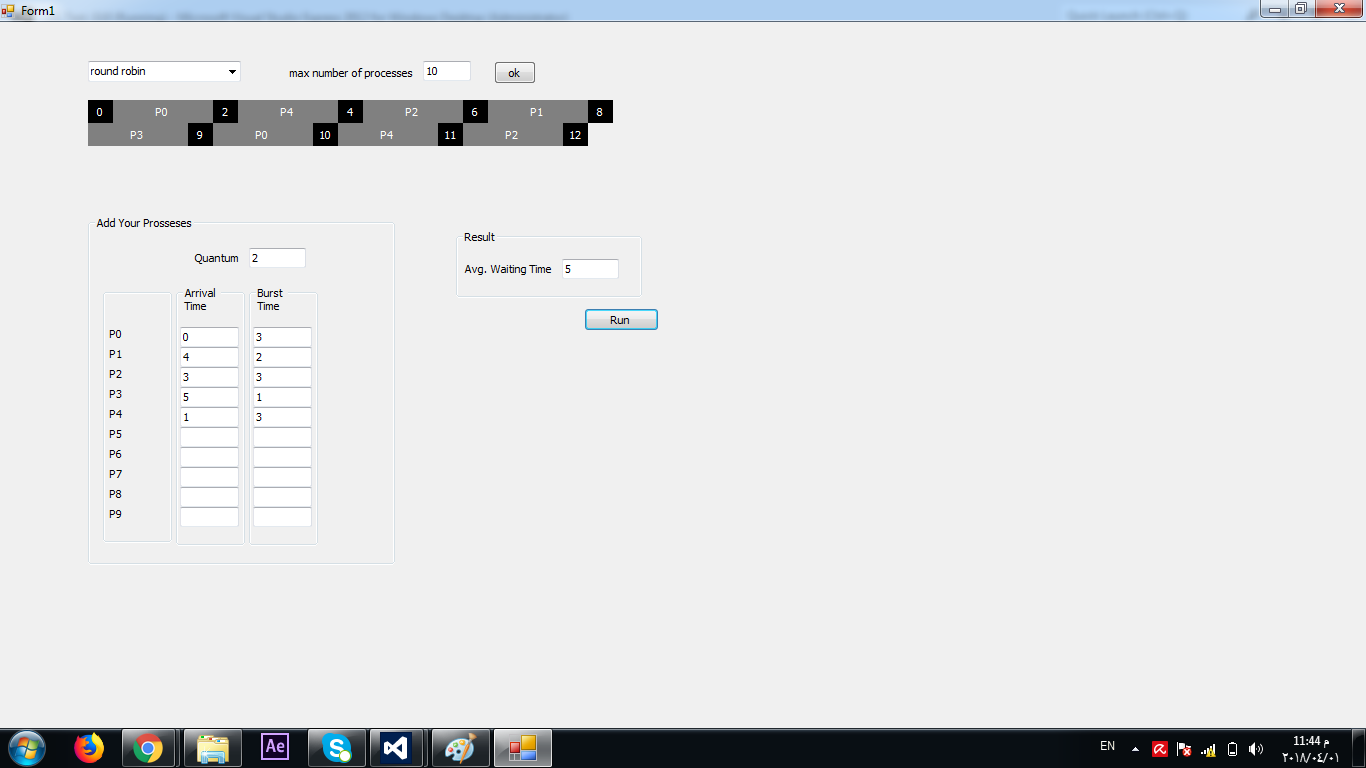 Form1
round robin
max number of processes 10 ok
0 P0 2 P4 4 P2 6 P1 8
P3 9 P0 10 P4 11 P2 12
Add Your Prosseses
Quantum 2
Arrival Time
Burst Time
P0 0 3
P1 4 2
P2 3 3
P3 5 1
P4 1 3
P5
P6
P7
P8
P9
Result
Avg. Waiting Time 5
Run
Ae
EN
11:44 م
٢٠١٨/٠٤/٠١